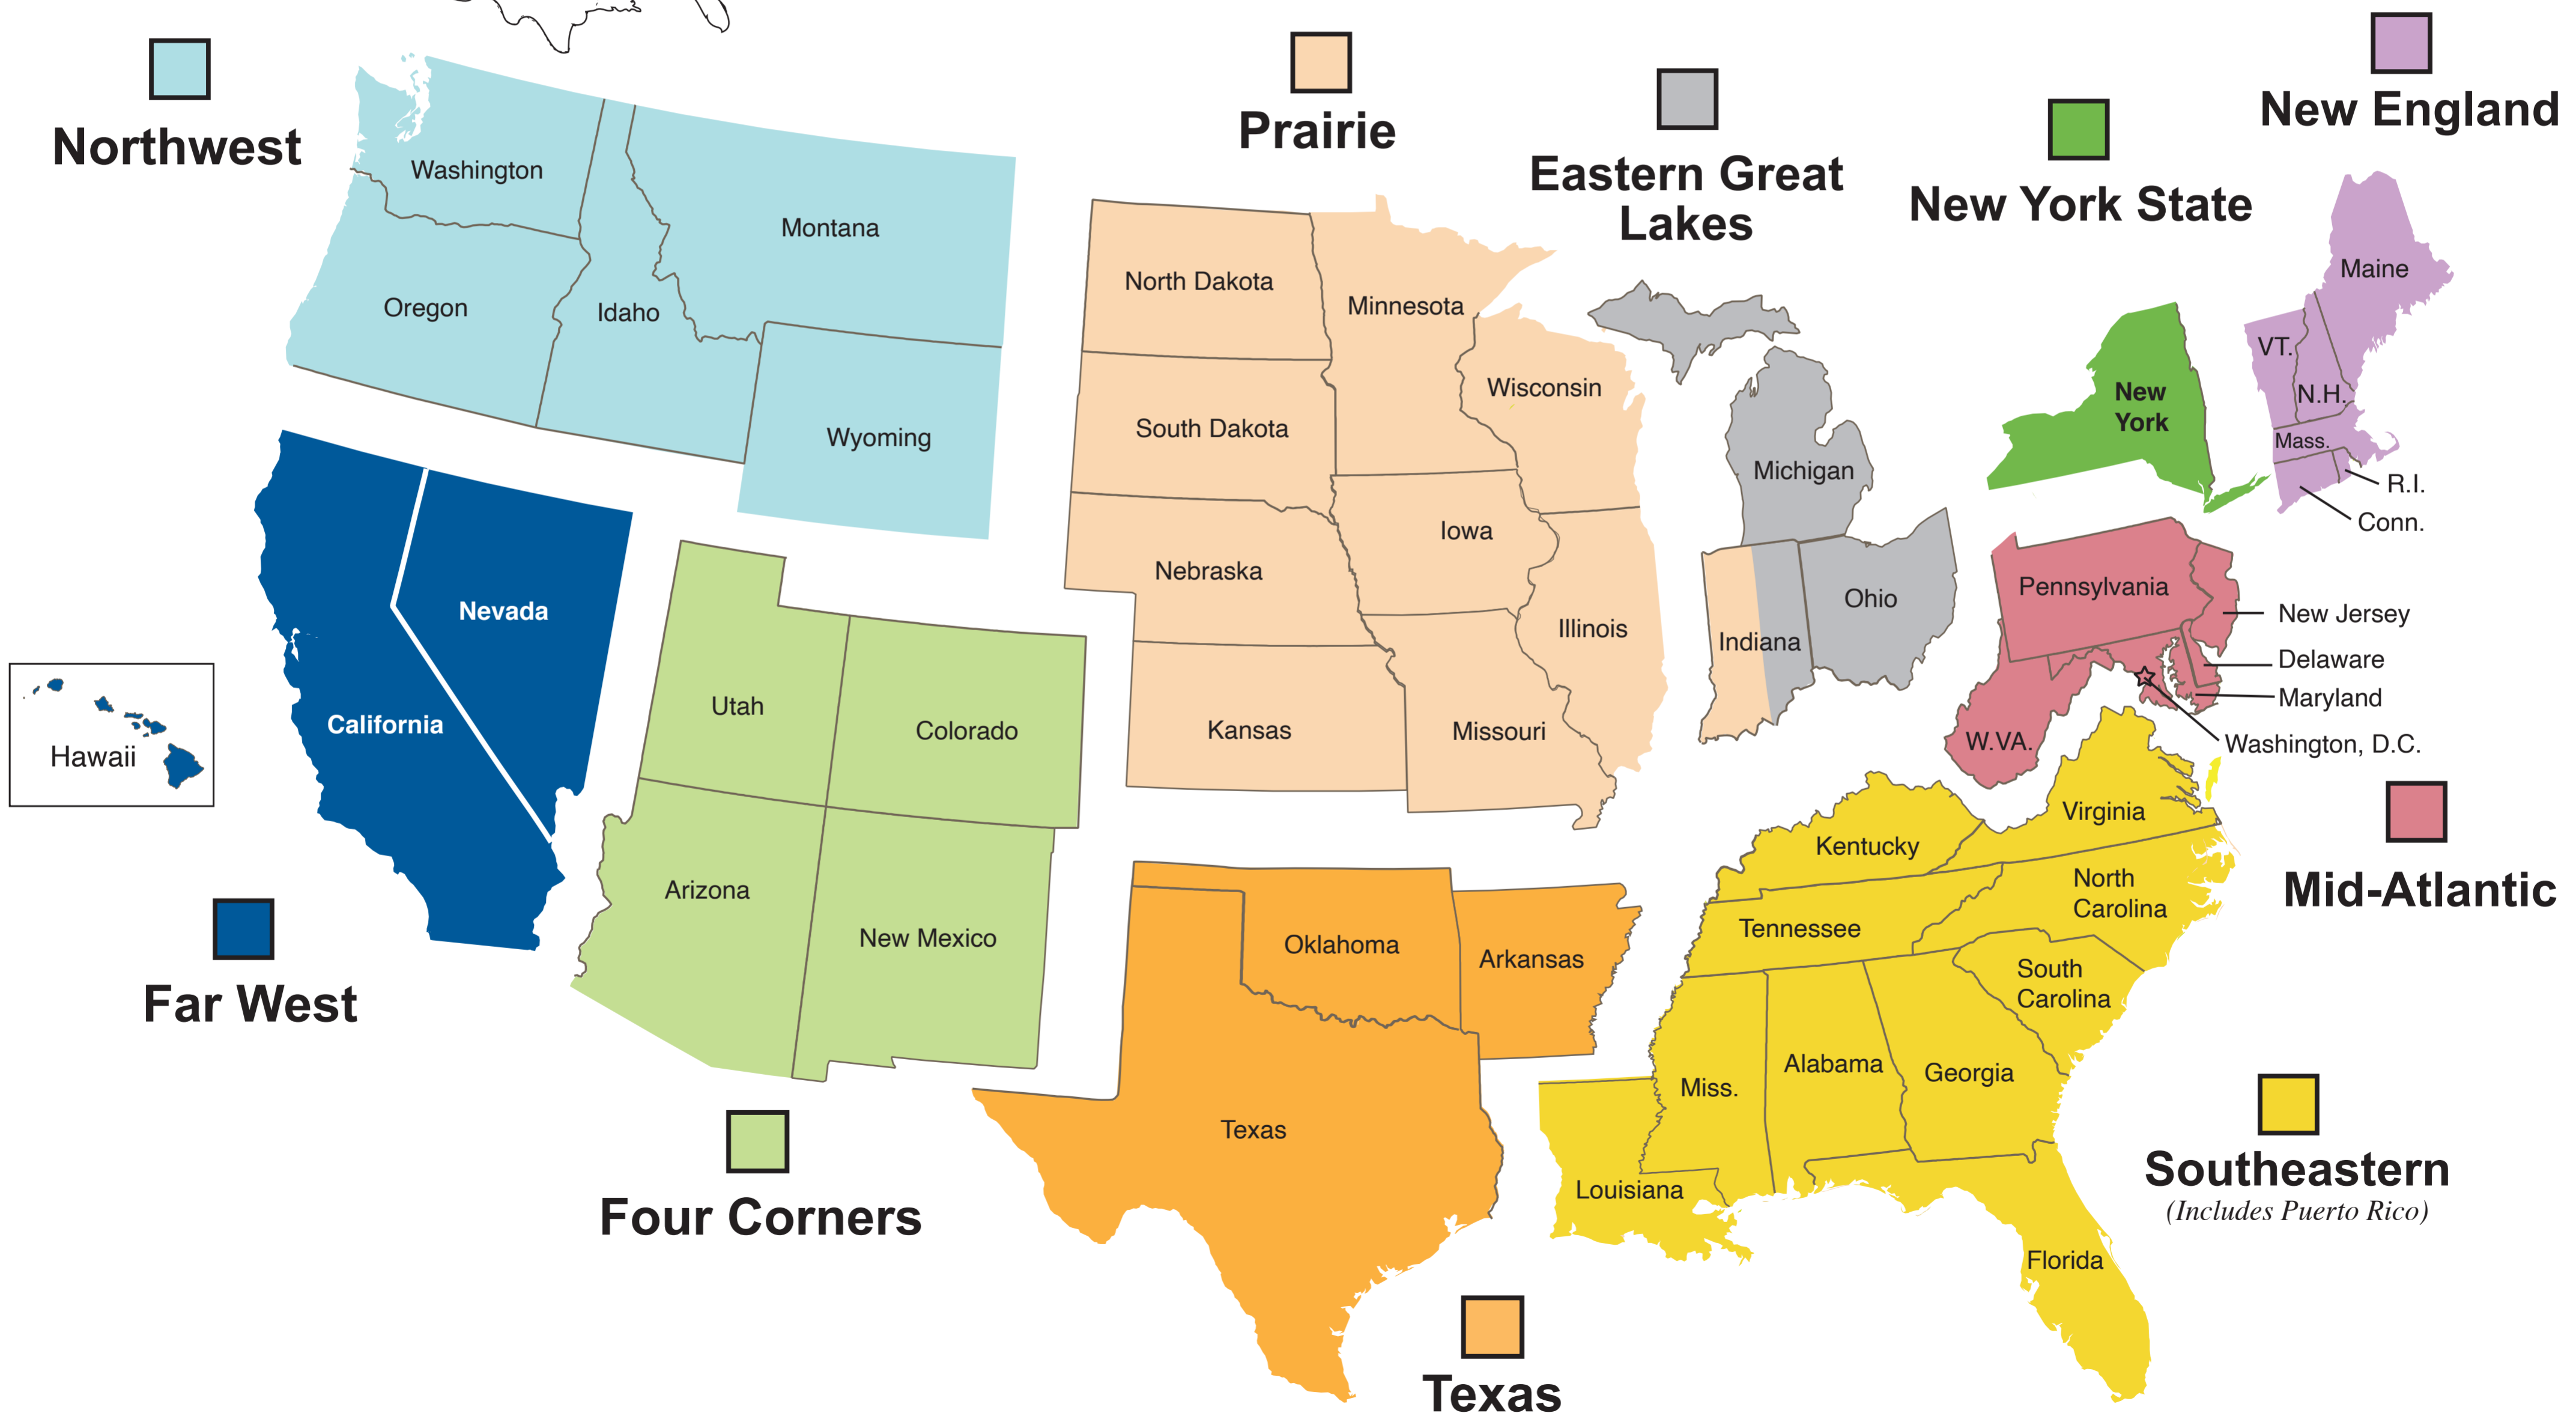 Northwest
Washington
Oregon
Idaho
Montana
Wyoming
Far West
Nevada
California
Hawaii
Four Corners
Utah
Colorado
Arizona
New Mexico
Prairie
North Dakota
Minnesota
South Dakota
Wisconsin
Nebraska
Iowa
Illinois
Kansas
Missouri
Indiana
Eastern Great
Lakes
Michigan
Ohio
New York State
New
York
New England
Maine
VT.
N.H.
Mass.
R.I.
Conn.
Pennsylvania
New Jersey
Delaware
Maryland
Washington, D.C.
W.VA.
Mid-Atlantic
Texas
Oklahoma
Arkansas
Texas
Virginia
Kentucky
North
Carolina
Tennessee
South
Carolina
Miss.
Alabama
Georgia
Louisiana
Florida
Southeastern
(Includes Puerto Rico)